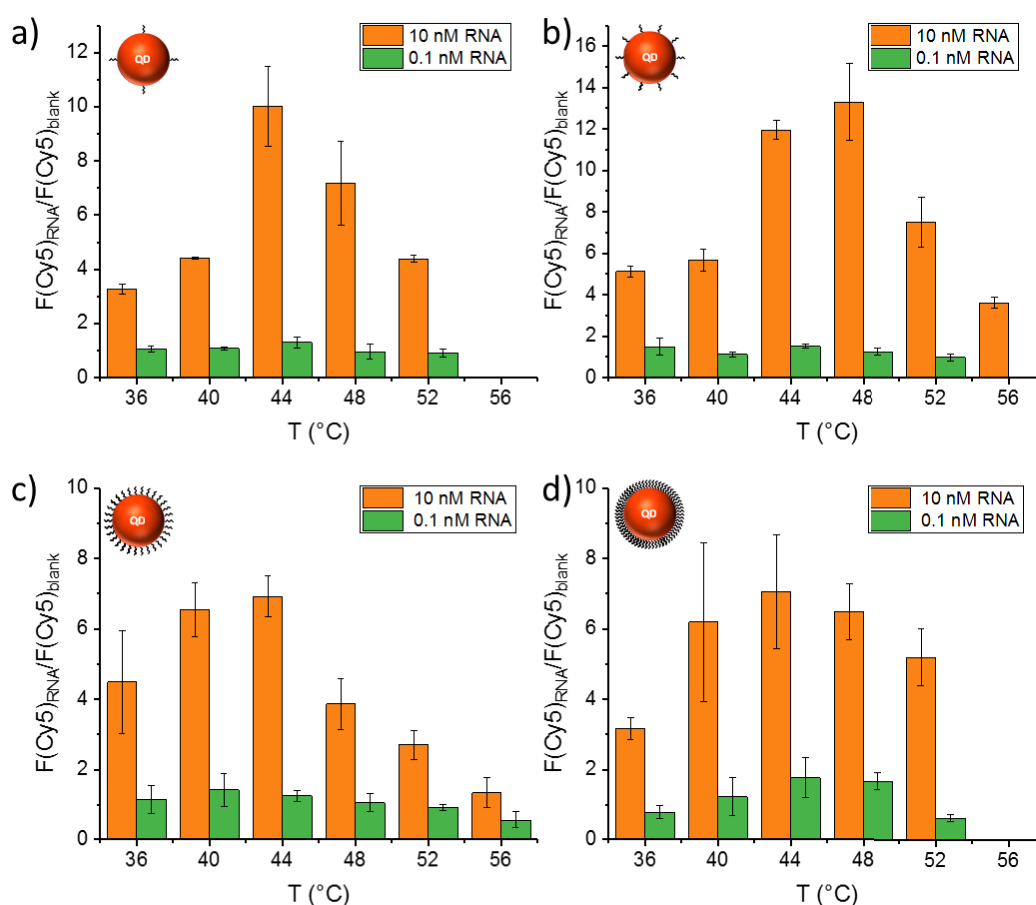 a)
QD
10 nM RNA
0.1 nM RNA
F(Cy5)RNA/F(Cy5)blank
12
10
8
6
4
2
0
36 40 44 48 52 56
T (°C)
b)
QD
10 nM RNA
0.1 nM RNA
F(Cy5)RNA/F(Cy5)blank
16
14
12
10
8
6
4
2
0
36 40 44 48 52 56
T (°C)
c)
QD
10 nM RNA
0.1 nM RNA
F(Cy5)RNA/F(Cy5)blank
10
8
6
4
2
0
36 40 44 48 52 56
T (°C)
d)
QD
10 nM RNA
0.1 nM RNA
F(Cy5)RNA/F(Cy5)blank
10
8
6
4
2
0
36 40 44 48 52 56
T (°C)